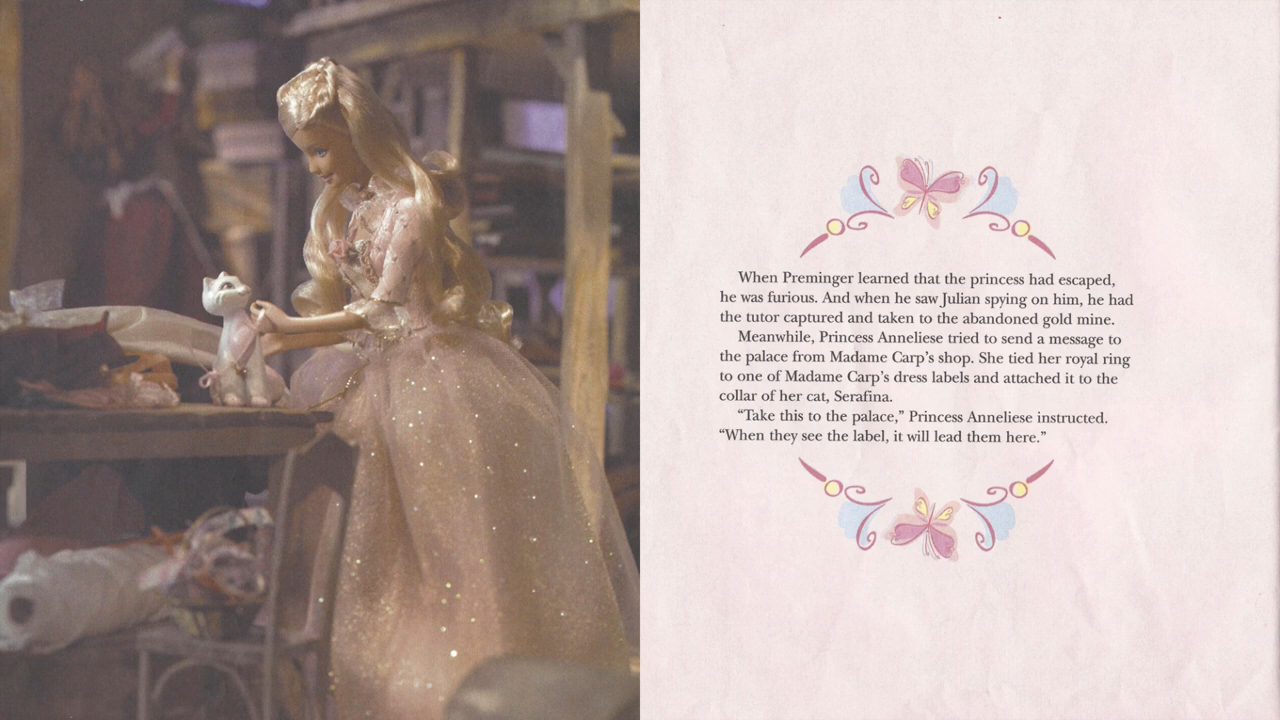 When Preminger learned that the princess had escaped,
he was furious. And when he saw Julian spying on him, he had
the tutor captured and taken to the abandoned gold mine.
Meanwhile, Princess Anneliese tried to send a message to
the palace from Madame Carp’s shop. She tied her royal ring
to one of Madame Carp’s dress labels and attached it to the
collar of her cat, Serafina.
“Take this to the palace,” Princess Anneliese instructed.
“When they see the label, it will lead them here.”